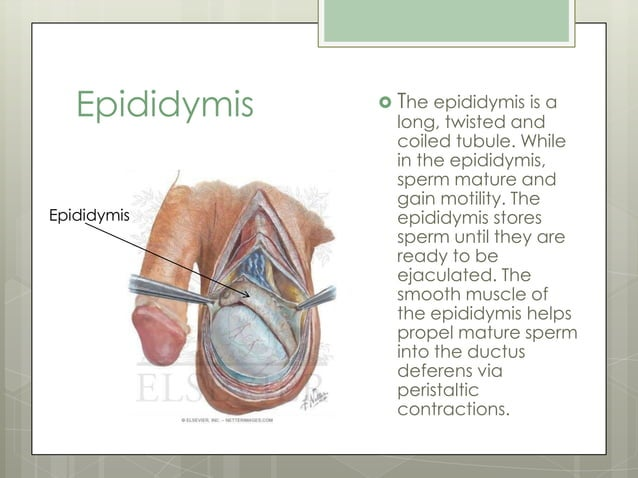 Epididymis
Epididymis
The epididymis is a
long, twisted and
coiled tubule. While
in the epididymis,
sperm mature and
gain motility. The
epididymis stores
sperm until they are
ready to be
ejaculated. The
smooth muscle of
the epididymis helps
propel mature sperm
into the ductus
deferens via
peristaltic
contractions.
ELSEVIER
F. Netter
© ELSEVIER, INC. – NETTERIMAGES.COM